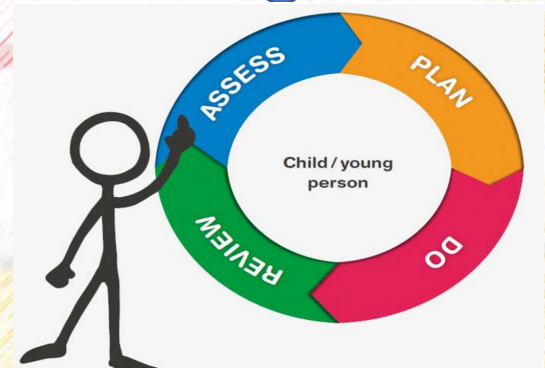 ASSESS
PLAN
Child / young
person
DO
REVIEW